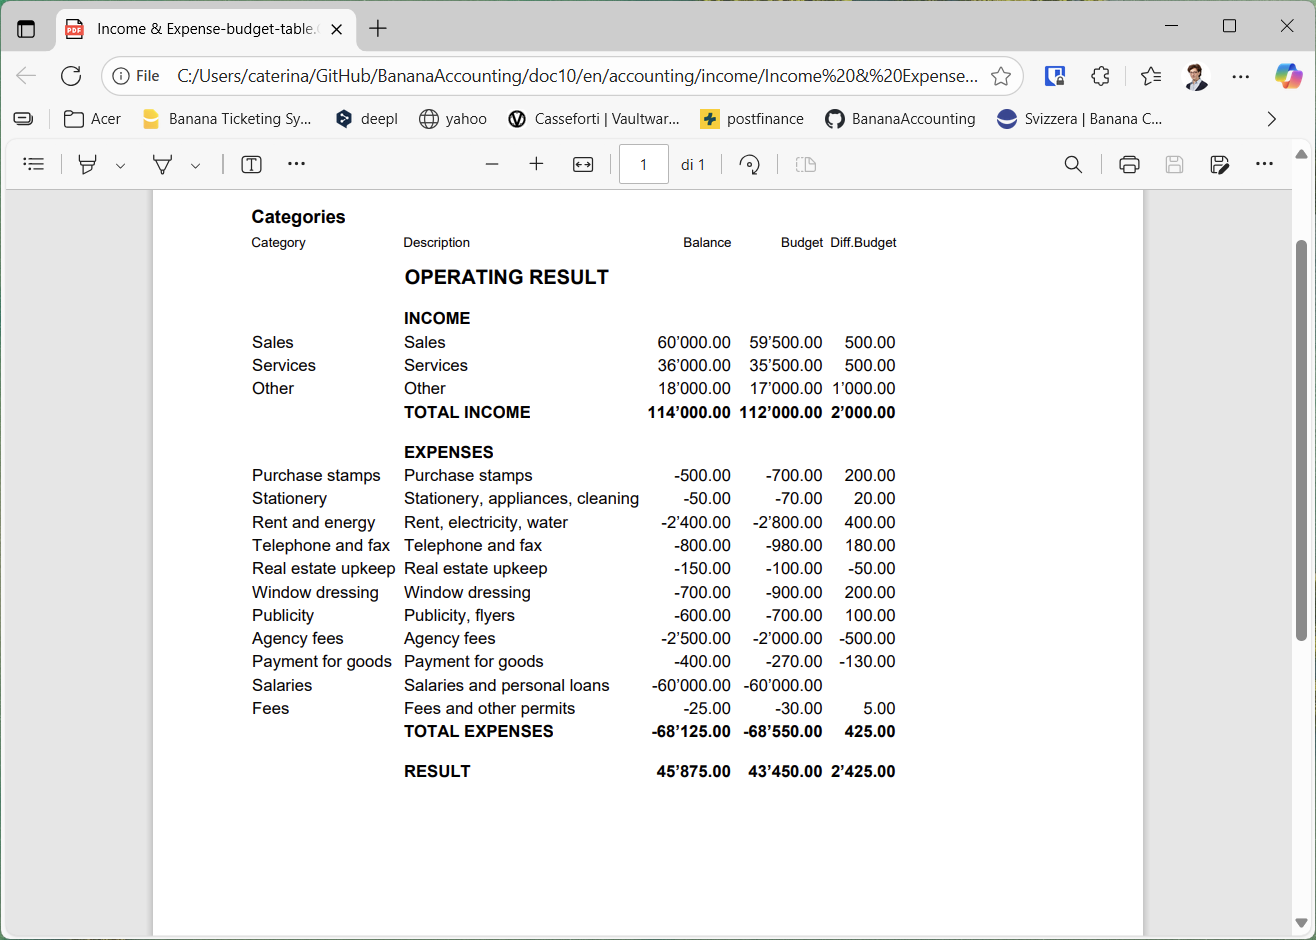 Income & Expense-budget-table.
File C:/Users/caterina/GitHub/BananaAccounting/doc10/en/accounting/income/Income%20&%20Expense...
Acer Banana Ticketing Sy... deepl yahoo Casseforti | Vaultwar... postfinance BananaAccounting Svizzera | Banana C...
1 di 1
Categories
Category Description Balance Budget Diff.Budget
OPERATING RESULT
INCOME
Sales Sales 60’000.00 59’500.00 500.00
Services Services 36’000.00 35’500.00 500.00
Other Other 18’000.00 17’000.00 1’000.00
TOTAL INCOME 114’000.00 112’000.00 2’000.00
EXPENSES
Purchase stamps Purchase stamps -500.00 -700.00 200.00
Stationery Stationery, appliances, cleaning -50.00 -70.00 20.00
Rent and energy Rent, electricity, water -2’400.00 -2’800.00 400.00
Telephone and fax Telephone and fax -800.00 -980.00 180.00
Real estate upkeep Real estate upkeep -150.00 -100.00 -50.00
Window dressing Window dressing -700.00 -900.00 200.00
Publicity Publicity, flyers -600.00 -700.00 100.00
Agency fees Agency fees -2’500.00 -2’000.00 -500.00
Payment for goods Payment for goods -400.00 -270.00 -130.00
Salaries Salaries and personal loans -60’000.00 -60’000.00
Fees Fees and other permits -25.00 -30.00 5.00
TOTAL EXPENSES -68’125.00 -68’550.00 425.00
RESULT 45’875.00 43’450.00 2’425.00